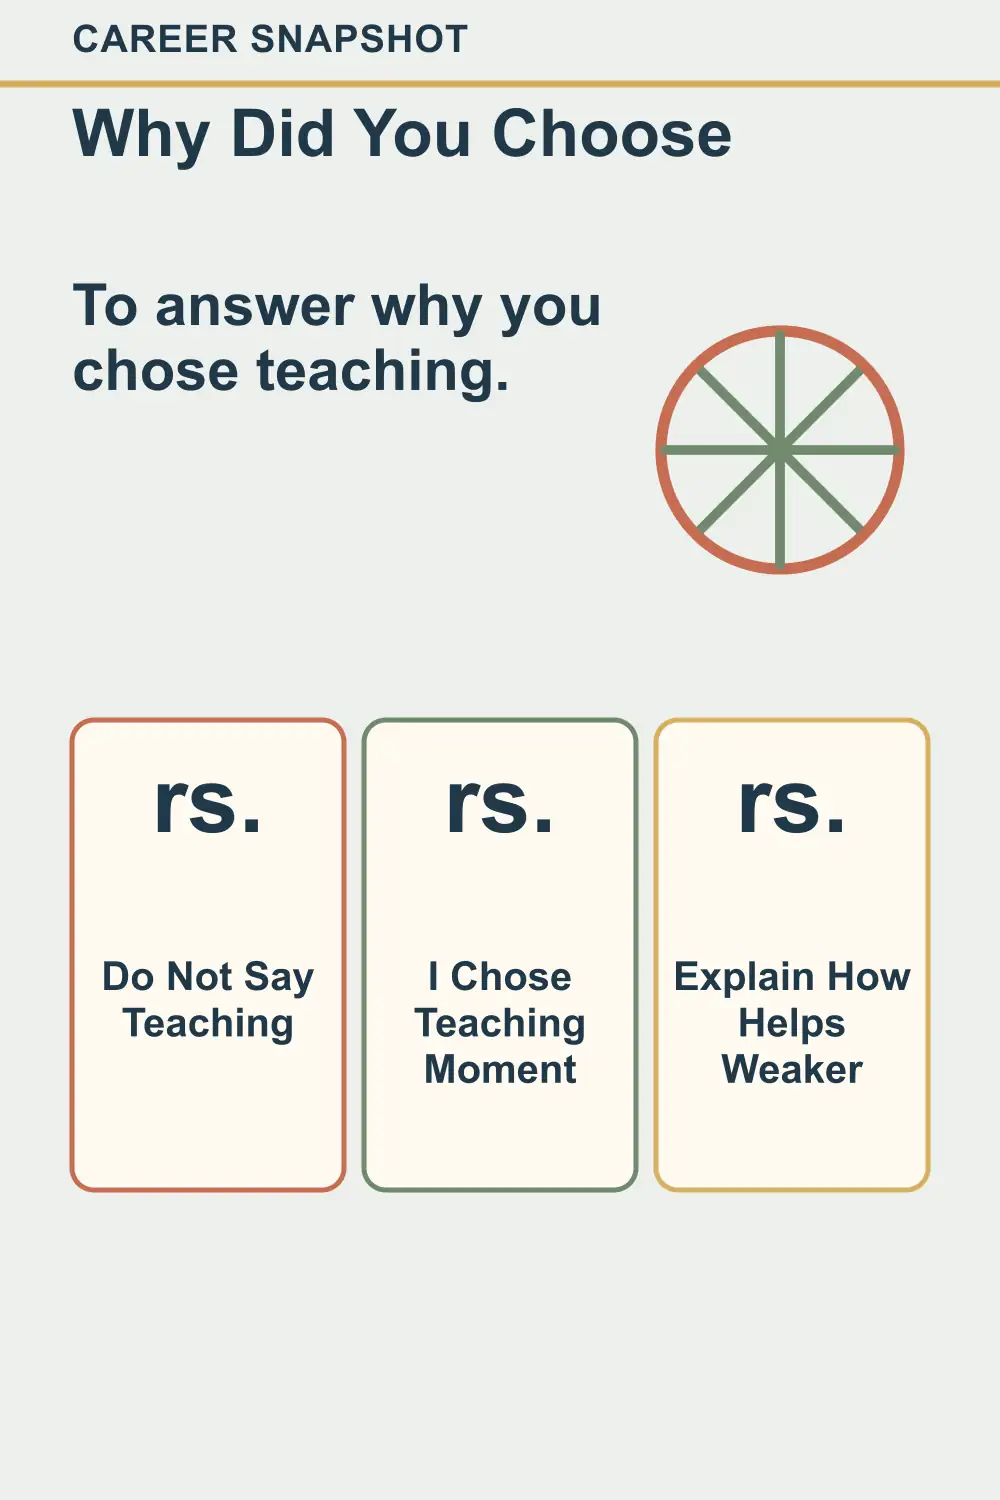 CAREER SNAPSHOT
Why Did You Choose
To answer why you
chose teaching.
rs.
Do Not Say
Teaching
rs.
I Chose
Teaching
Moment
rs.
Explain How
Helps
Weaker